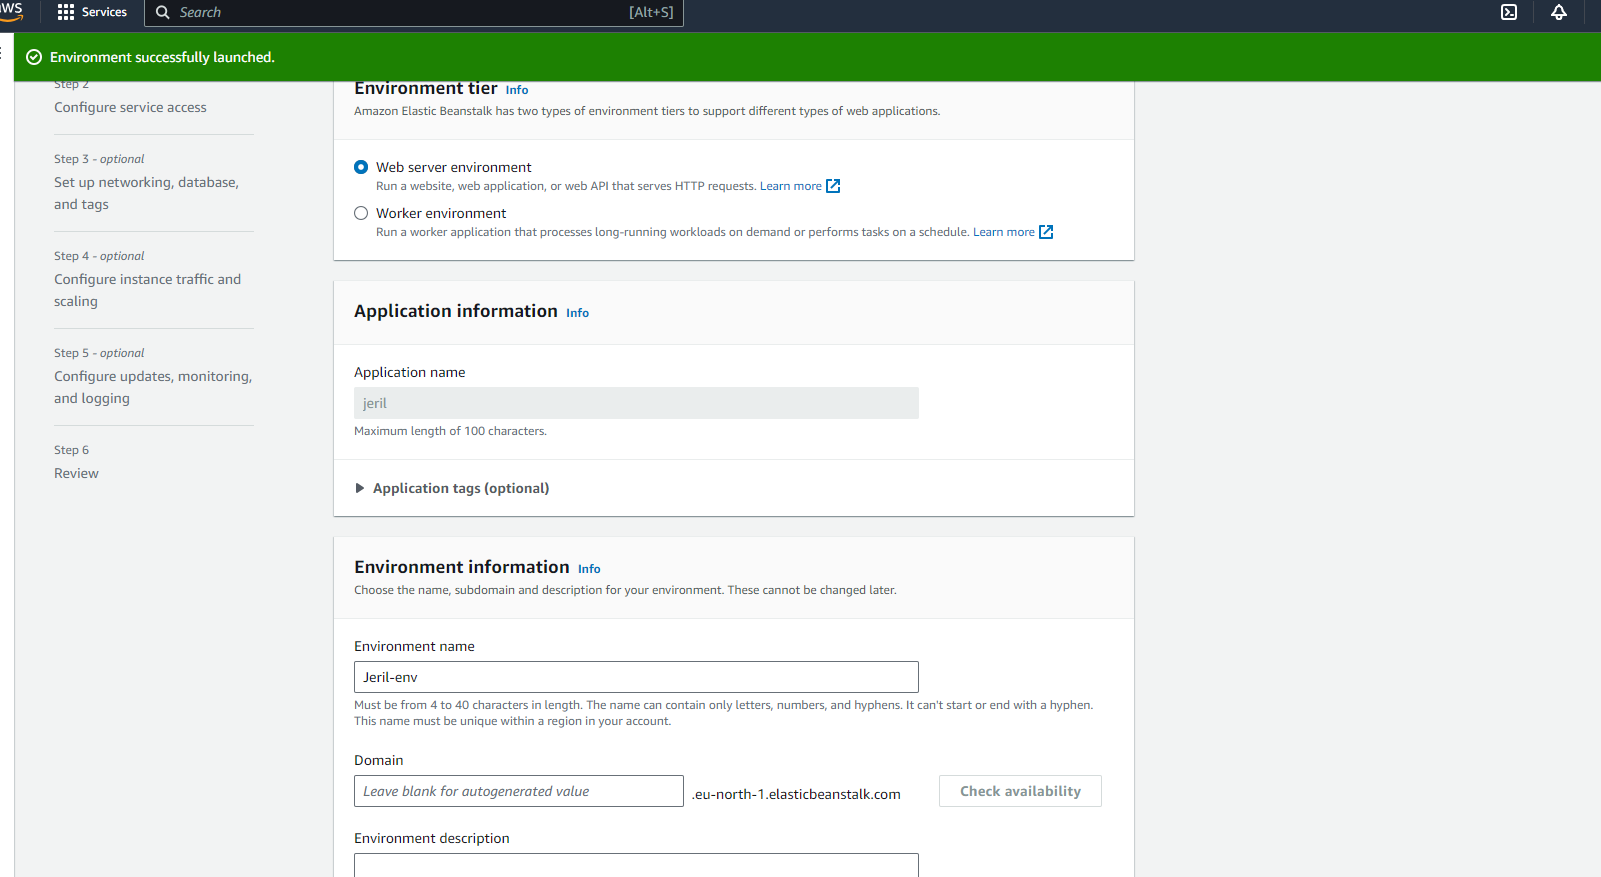 aws
Services
Search
[Alt+S]
Environment successfully launched.
Step 2
Configure service access
Step 3 - optional
Set up networking, database,
and tags
Step 4 - optional
Configure instance traffic and
scaling
Step 5 - optional
Configure updates, monitoring,
and logging
Step 6
Review
Environment tier Info
Amazon Elastic Beanstalk has two types of environment tiers to support different types of web applications.
Web server environment
Run a website, web application, or web API that serves HTTP requests. Learn more
Worker environment
Run a worker application that processes long-running workloads on demand or performs tasks on a schedule. Learn more
Application information Info
Application name
jeril
Maximum length of 100 characters.
Application tags (optional)
Environment information Info
Choose the name, subdomain and description for your environment. These cannot be changed later.
Environment name
Jeril-env
Must be from 4 to 40 characters in length. The name can contain only letters, numbers, and hyphens. It can't start or end with a hyphen.
This name must be unique within a region in your account.
Domain
Leave blank for autogenerated value
.eu-north-1.elasticbeanstalk.com
Check availability
Environment description